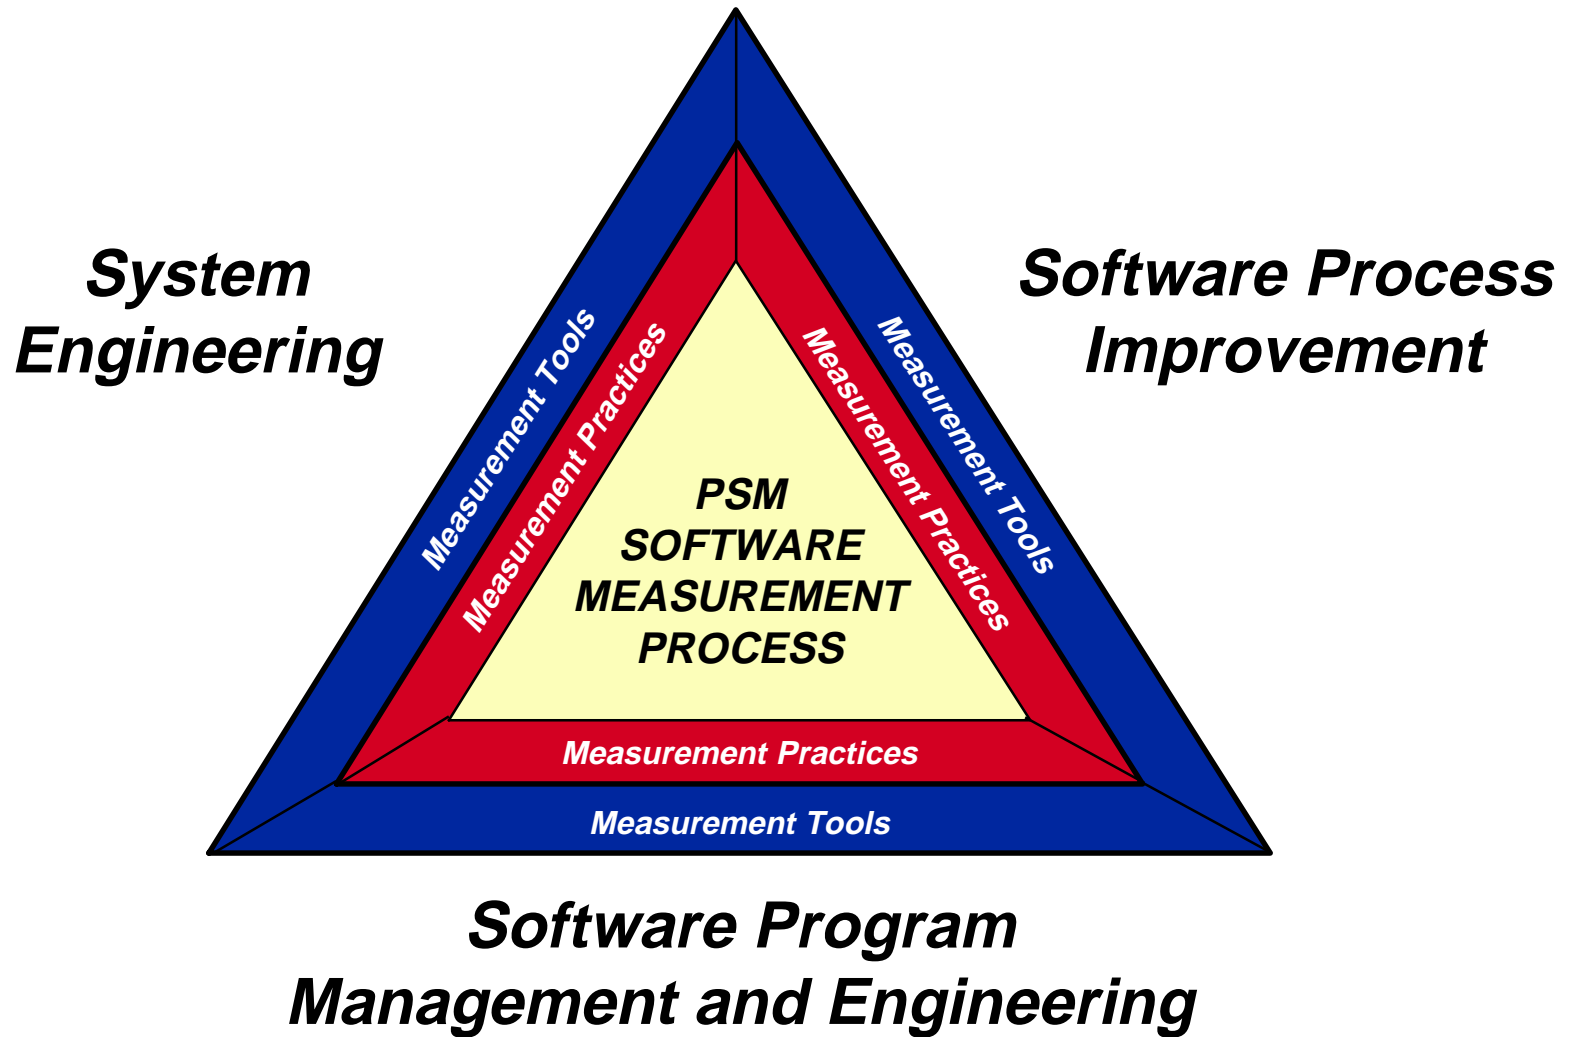 System
Engineering
Software Process
Improvement
Measurement Tools
Measurement Practices
Measurement Practices
Measurement Tools
PSM
SOFTWARE
MEASUREMENT
PROCESS
Measurement Practices
Measurement Tools
Software Program
Management and Engineering